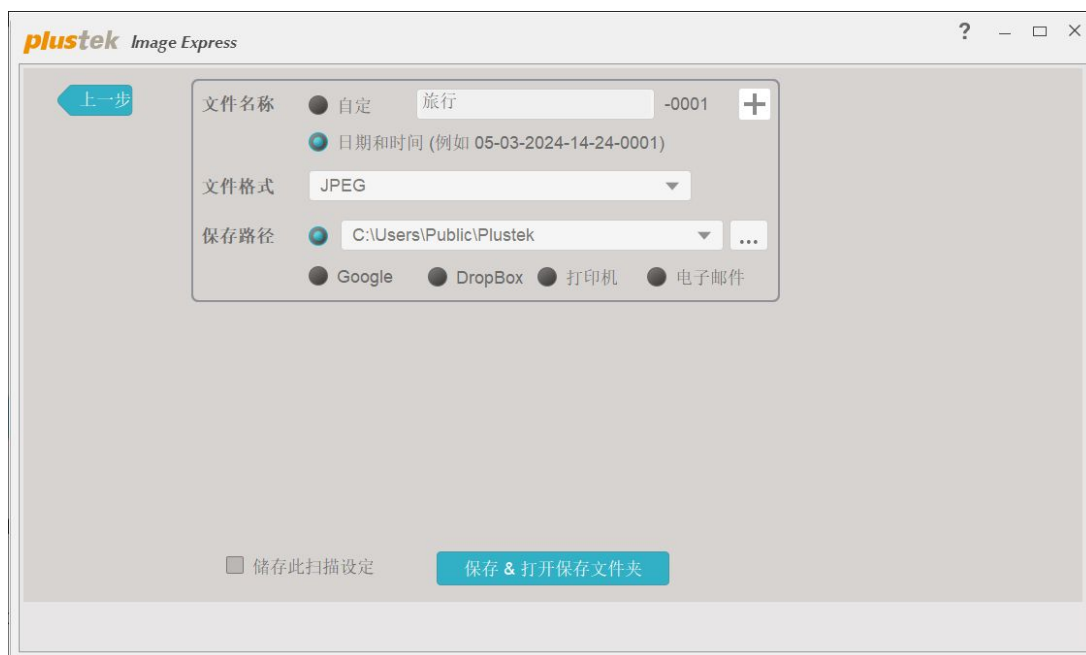 plustek Image Express
?
上一步
文件名称 自定 旅行 -0001 +
日期和时间 (例如 05-03-2024-14-24-0001)
文件格式 JPEG
保存路径 C:\Users\Public\Plustek ...
Google DropBox 打印机 电子邮件
储存此扫描设定 保存 & 打开保存文件夹